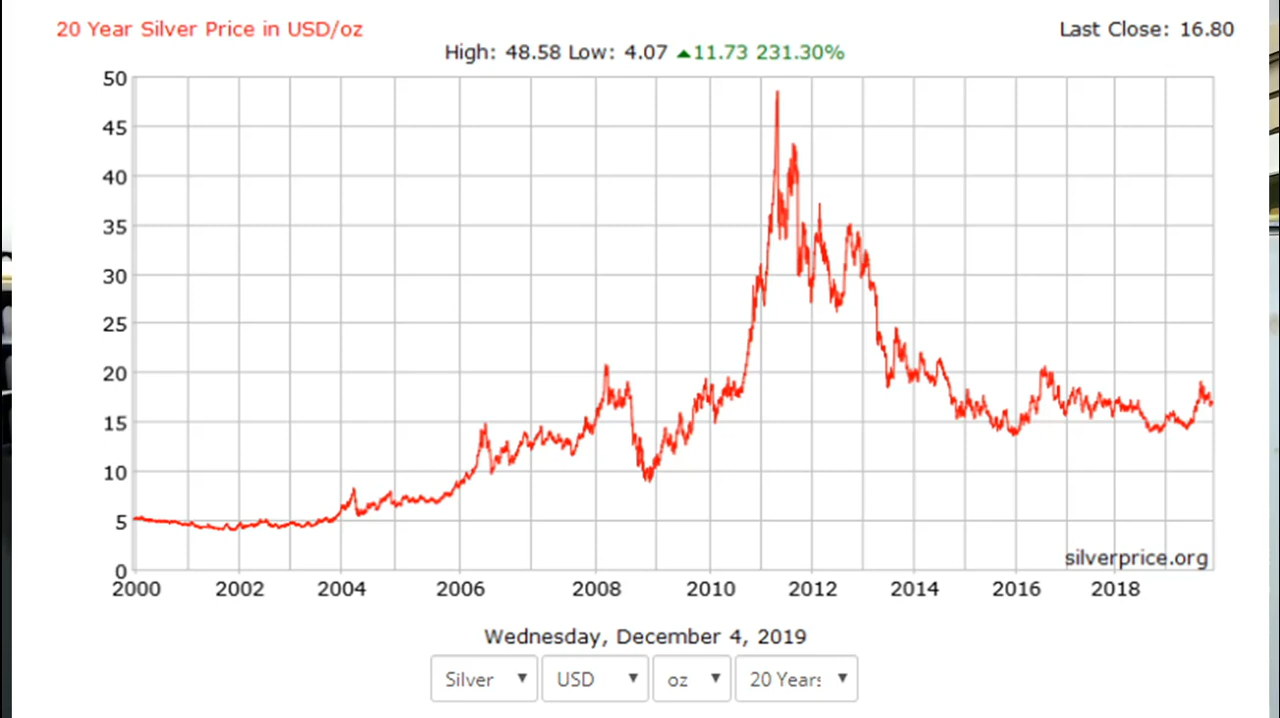 20 Year Silver Price in USD/oz
Last Close: 16.80
High: 48.58 Low: 4.07 ▲11.73 231.30%
50
45
40
35
30
25
20
15
10
5
0
silverprice.org
2000 2002 2004 2006 2008 2010 2012 2014 2016 2018
Wednesday, December 4, 2019
Silver ▼ USD ▼ oz ▼ 20 Years ▼